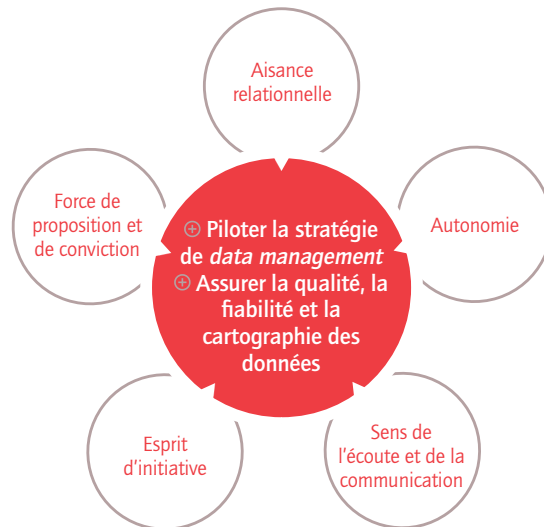 Aisance
relationnelle
Force de
proposition et
de conviction
Autonomie
⊕ Piloter la stratégie
de data management
⊕ Assurer la qualité, la
fiabilité et la
cartographie des
données
Esprit
d'initiative
Sens de
l'écoute et de la
communication